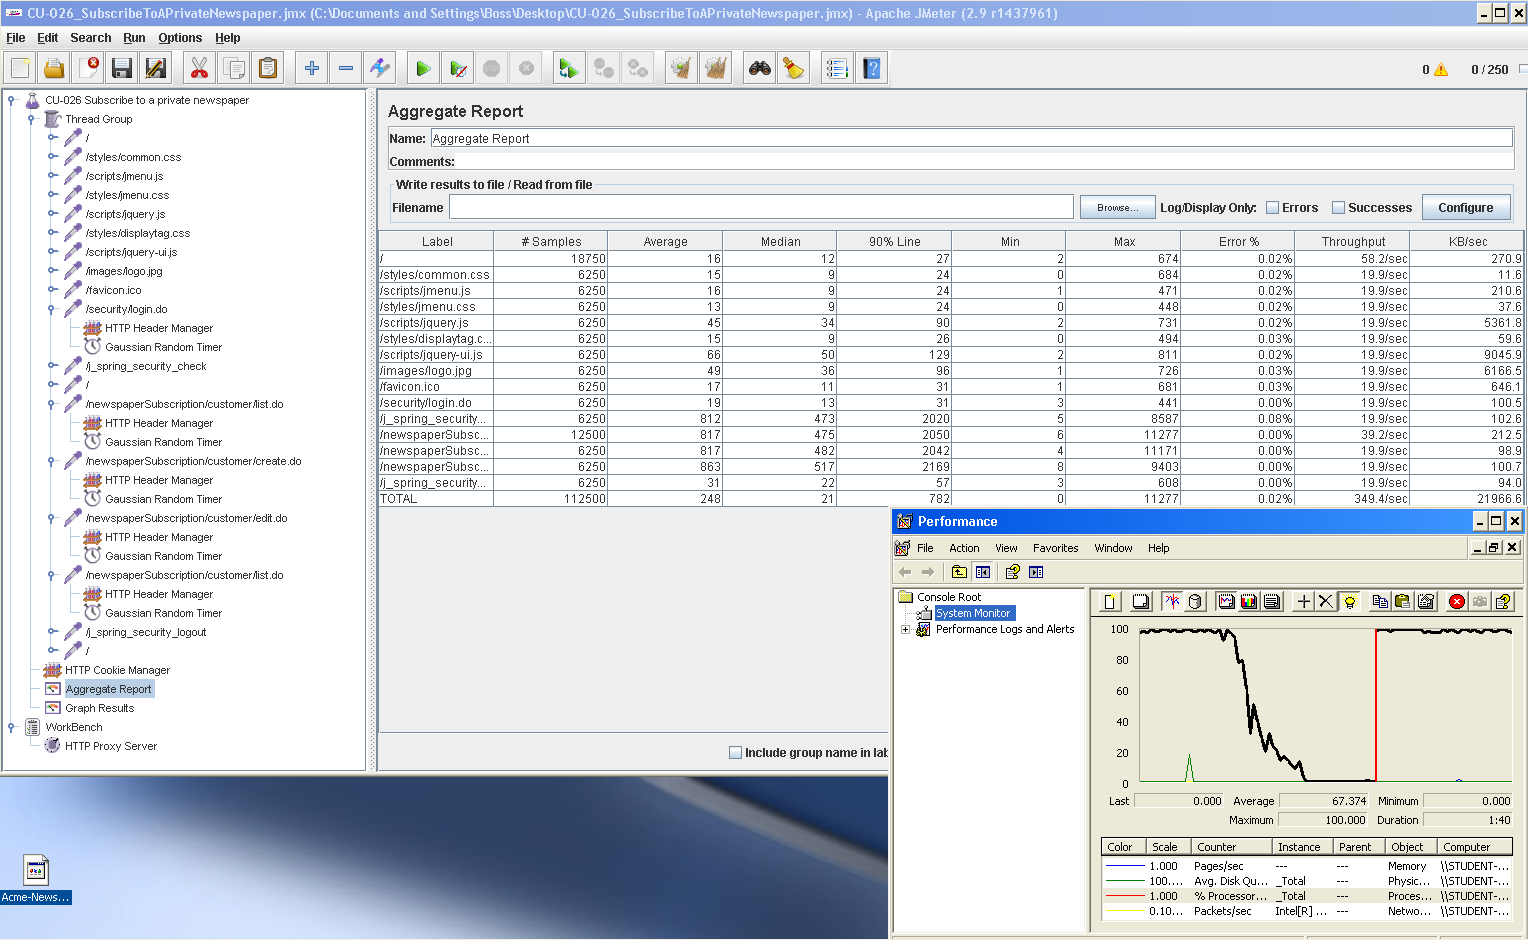 CU-026_SubscribeToAPrivateNewspaper.jmx (C:\Documents and Settings\Boss\Desktop\CU-026_SubscribeToAPrivateNewspaper.jmx) - Apache JMeter (2.9 r1437961)
File Edit Search Run Options Help
0 0 / 250
CU-026 Subscribe to a private newspaper
Thread Group
/
/styles/common.css
/scripts/jmenu.js
/styles/jmenu.css
/scripts/jquery.js
/styles/displaytag.css
/scripts/jquery-ui.js
/images/logo.jpg
/favicon.ico
/security/login.do
HTTP Header Manager
Gaussian Random Timer
/j_spring_security_check
/
/newspaperSubscription/customer/list.do
HTTP Header Manager
Gaussian Random Timer
/newspaperSubscription/customer/create.do
HTTP Header Manager
Gaussian Random Timer
/newspaperSubscription/customer/edit.do
HTTP Header Manager
Gaussian Random Timer
/newspaperSubscription/customer/list.do
HTTP Header Manager
Gaussian Random Timer
/j_spring_security_logout
/
HTTP Cookie Manager
Aggregate Report
Graph Results
WorkBench
HTTP Proxy Server
Aggregate Report
Name: Aggregate Report
Comments:
Write results to file / Read from file
Filename Browse... Log/Display Only: Errors Successes Configure
Label # Samples Average Median 90% Line Min Max Error % Throughput KB/sec
/ 18750 16 12 27 2 674 0.02% 58.2/sec 270.9
/styles/common.css 6250 15 9 24 0 684 0.02% 19.9/sec 11.6
/scripts/jmenu.js 6250 16 9 24 1 471 0.02% 19.9/sec 210.6
/styles/jmenu.css 6250 13 9 24 0 448 0.02% 19.9/sec 37.6
/scripts/jquery.js 6250 45 34 90 2 731 0.02% 19.9/sec 5361.8
/styles/displaytag.c... 6250 15 9 26 0 494 0.03% 19.9/sec 59.6
/scripts/jquery-ui.js 6250 66 50 129 2 811 0.02% 19.9/sec 9045.9
/images/logo.jpg 6250 49 36 96 1 726 0.03% 19.9/sec 6166.5
/favicon.ico 6250 17 11 31 1 681 0.03% 19.9/sec 646.1
/security/login.do 6250 19 13 31 3 441 0.00% 19.9/sec 100.5
/j_spring_security... 6250 812 473 2020 5 8587 0.08% 19.9/sec 102.6
/newspaperSubsc... 12500 817 475 2050 6 11277 0.00% 39.2/sec 212.5
/newspaperSubsc... 6250 817 482 2042 4 11171 0.00% 19.9/sec 98.9
/newspaperSubsc... 6250 863 517 2169 8 9403 0.00% 19.9/sec 100.7
/j_spring_security... 6250 31 22 57 3 608 0.00% 19.9/sec 94.0
TOTAL 112500 248 21 782 0 11277 0.02% 349.4/sec 21966.6
Include group name in lab
Performance
File Action View Favorites Window Help
Console Root
System Monitor
Performance Logs and Alerts
100
80
60
40
20
0
Last 0.000 Average 67.374 Minimum 0.000
Maximum 100.000 Duration 1:40
Color Scale Counter Instance Parent Object Computer
1.000 Pages/sec --- --- Memory \\STUDENT-...
100.... Avg. Disk Qu... _Total --- Physic... \\STUDENT-...
1.000 % Processor... _Total --- Proces... \\STUDENT-...
0.10... Packets/sec Intel[R] ... --- Netwo... \\STUDENT-...
Acme-News...